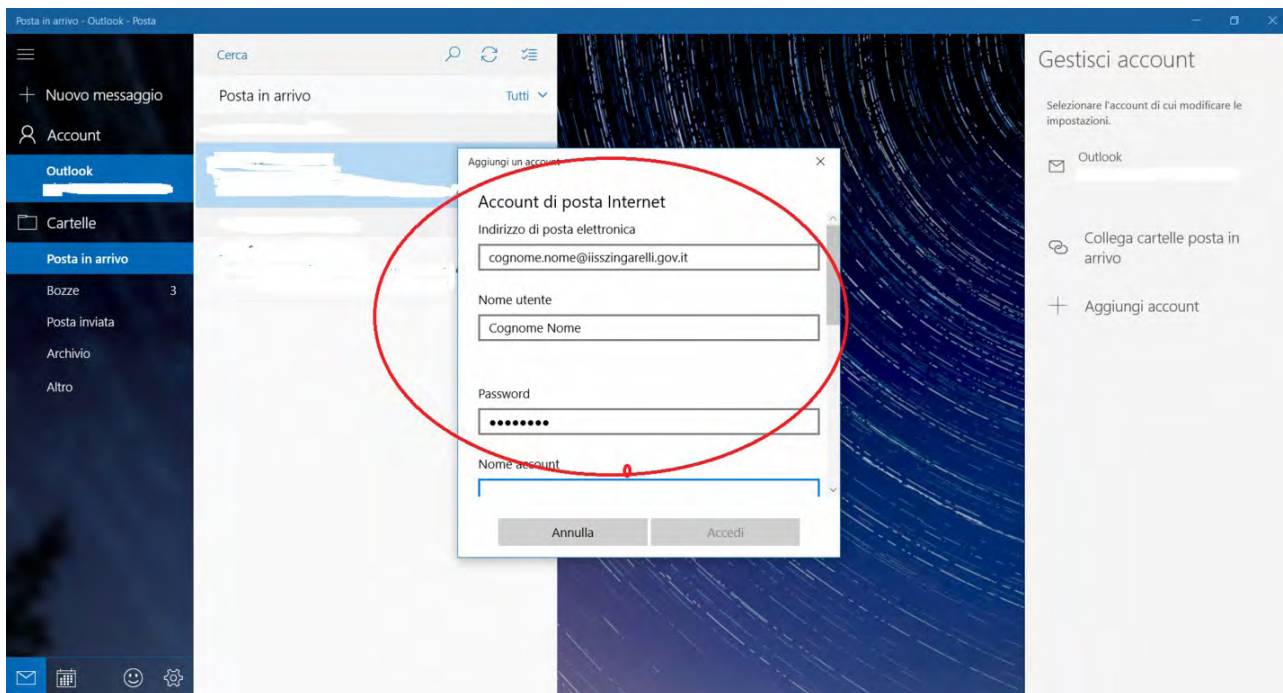 Posta in arrivo - Outlook - Posta
Nuovo messaggio
Account
Outlook
Cartelle
Posta in arrivo
Bozze 3
Posta inviata
Archivio
Altro
Cerca
Posta in arrivo Tutti
Aggiungi un account
Account di posta Internet
Indirizzo di posta elettronica
cognome.nome@iisszingarelli.gov.it
Nome utente
Cognome Nome
Password
••••••••
Nome account
Annulla Accedi
Gestisci account
Selezionare l'account di cui modificare le
impostazioni.
Outlook
Collega cartelle posta in
arrivo
Aggiungi account